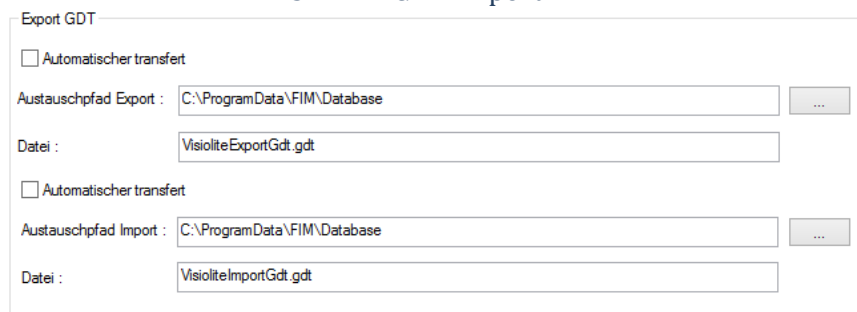 Export GDT
Automatischer transfert
Austauschpfad Export : C:\ProgramData\FIM\Database ...
Datei : VisioliteExportGdt.gdt
Automatischer transfert
Austauschpfad Import : C:\ProgramData\FIM\Database ...
Datei : VisioliteImportGdt.gdt